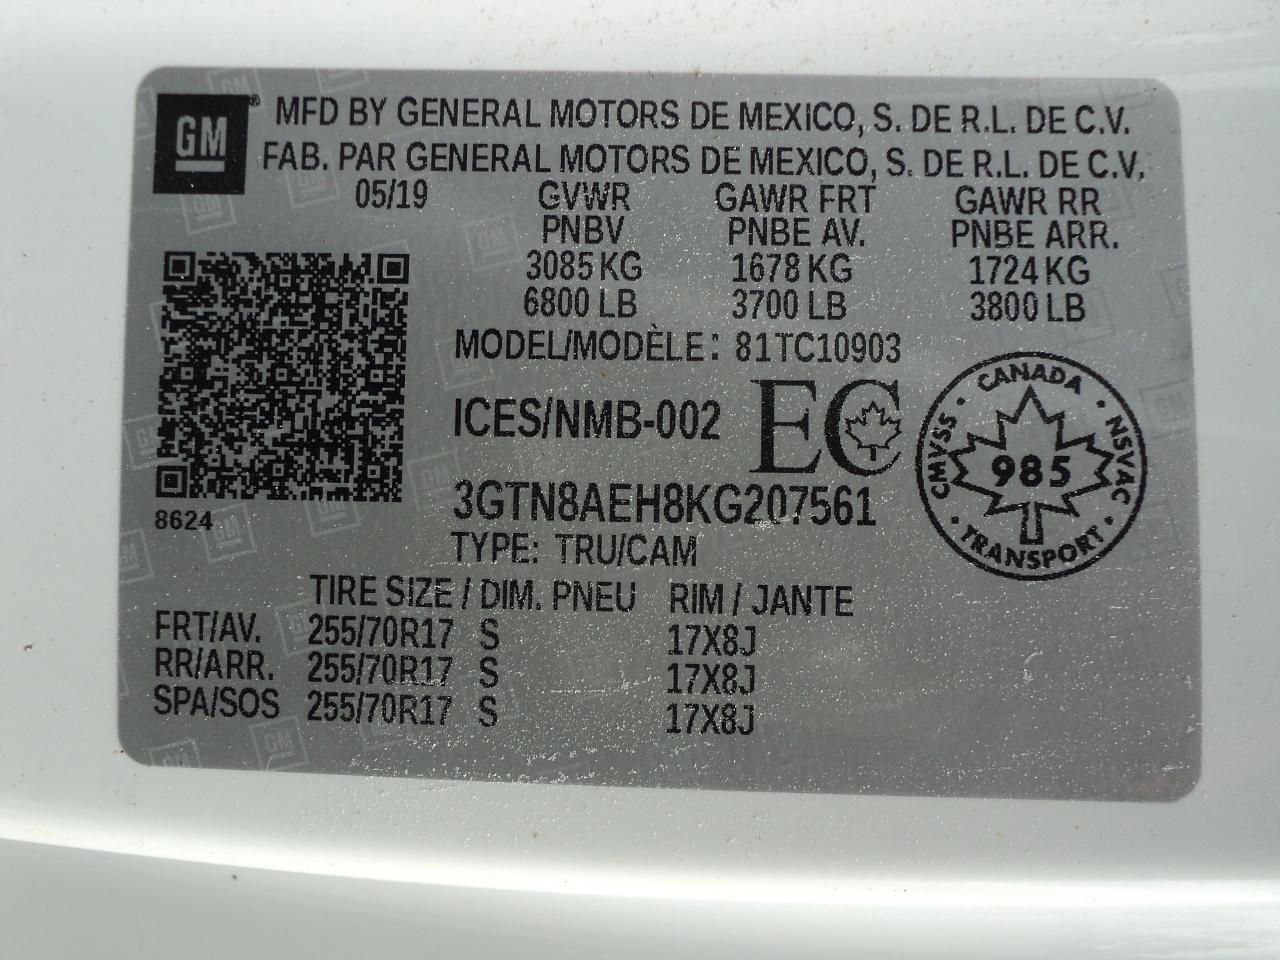 GM
MFD BY GENERAL MOTORS DE MEXICO, S. DE R.L. DE C.V.
FAB. PAR GENERAL MOTORS DE MEXICO, S. DE R.L. DE C.V.
05/19 GVWR GAWR FRT GAWR RR
PNBV PNBE AV. PNBE ARR.
3085 KG 1678 KG 1724 KG
6800 LB 3700 LB 3800 LB
MODEL/MODÈLE: 81TC10903
ICES/NMB-002 EC
CANADA
CMVSS 985 NSVAC
TRANSPORT
3GTN8AEH8KG207561
8624
TYPE: TRU/CAM
TIRE SIZE / DIM. PNEU RIM / JANTE
FRT/AV. 255/70R17 S 17X8J
RR/ARR. 255/70R17 S 17X8J
SPA/SOS 255/70R17 S 17X8J